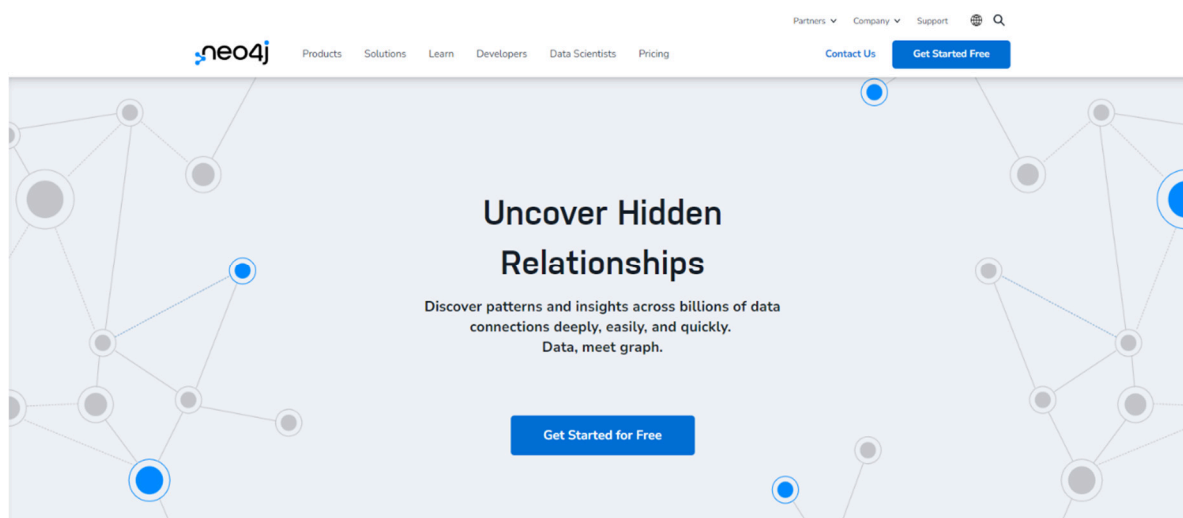 Partners Company Support
neo4j Products Solutions Learn Developers Data Scientists Pricing Contact Us Get Started Free
Uncover Hidden
Relationships
Discover patterns and insights across billions of data
connections deeply, easily, and quickly.
Data, meet graph.
Get Started for Free